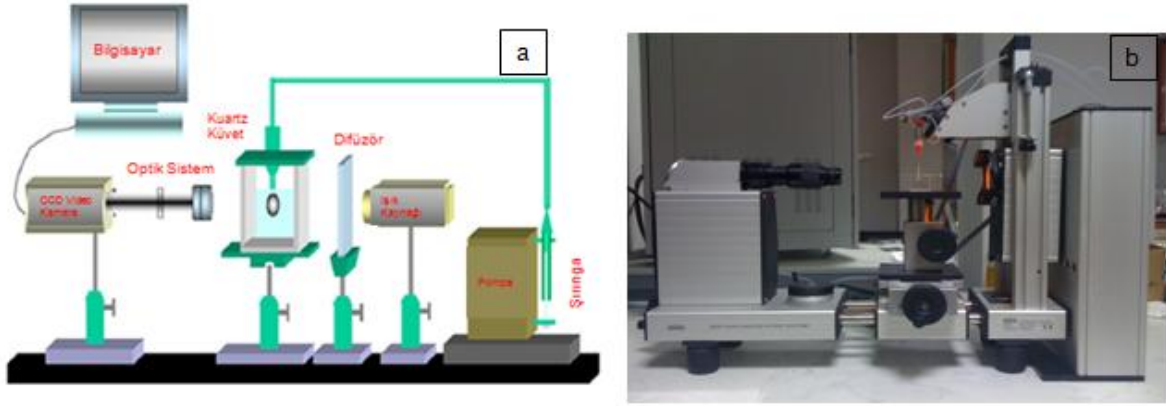 Bilgisayar
a
Kuartz
Küvet
Difüzör
Optik Sistem
CCD Video
Kamera
Işık
Kaynağı
Pompa
Şırınga
b